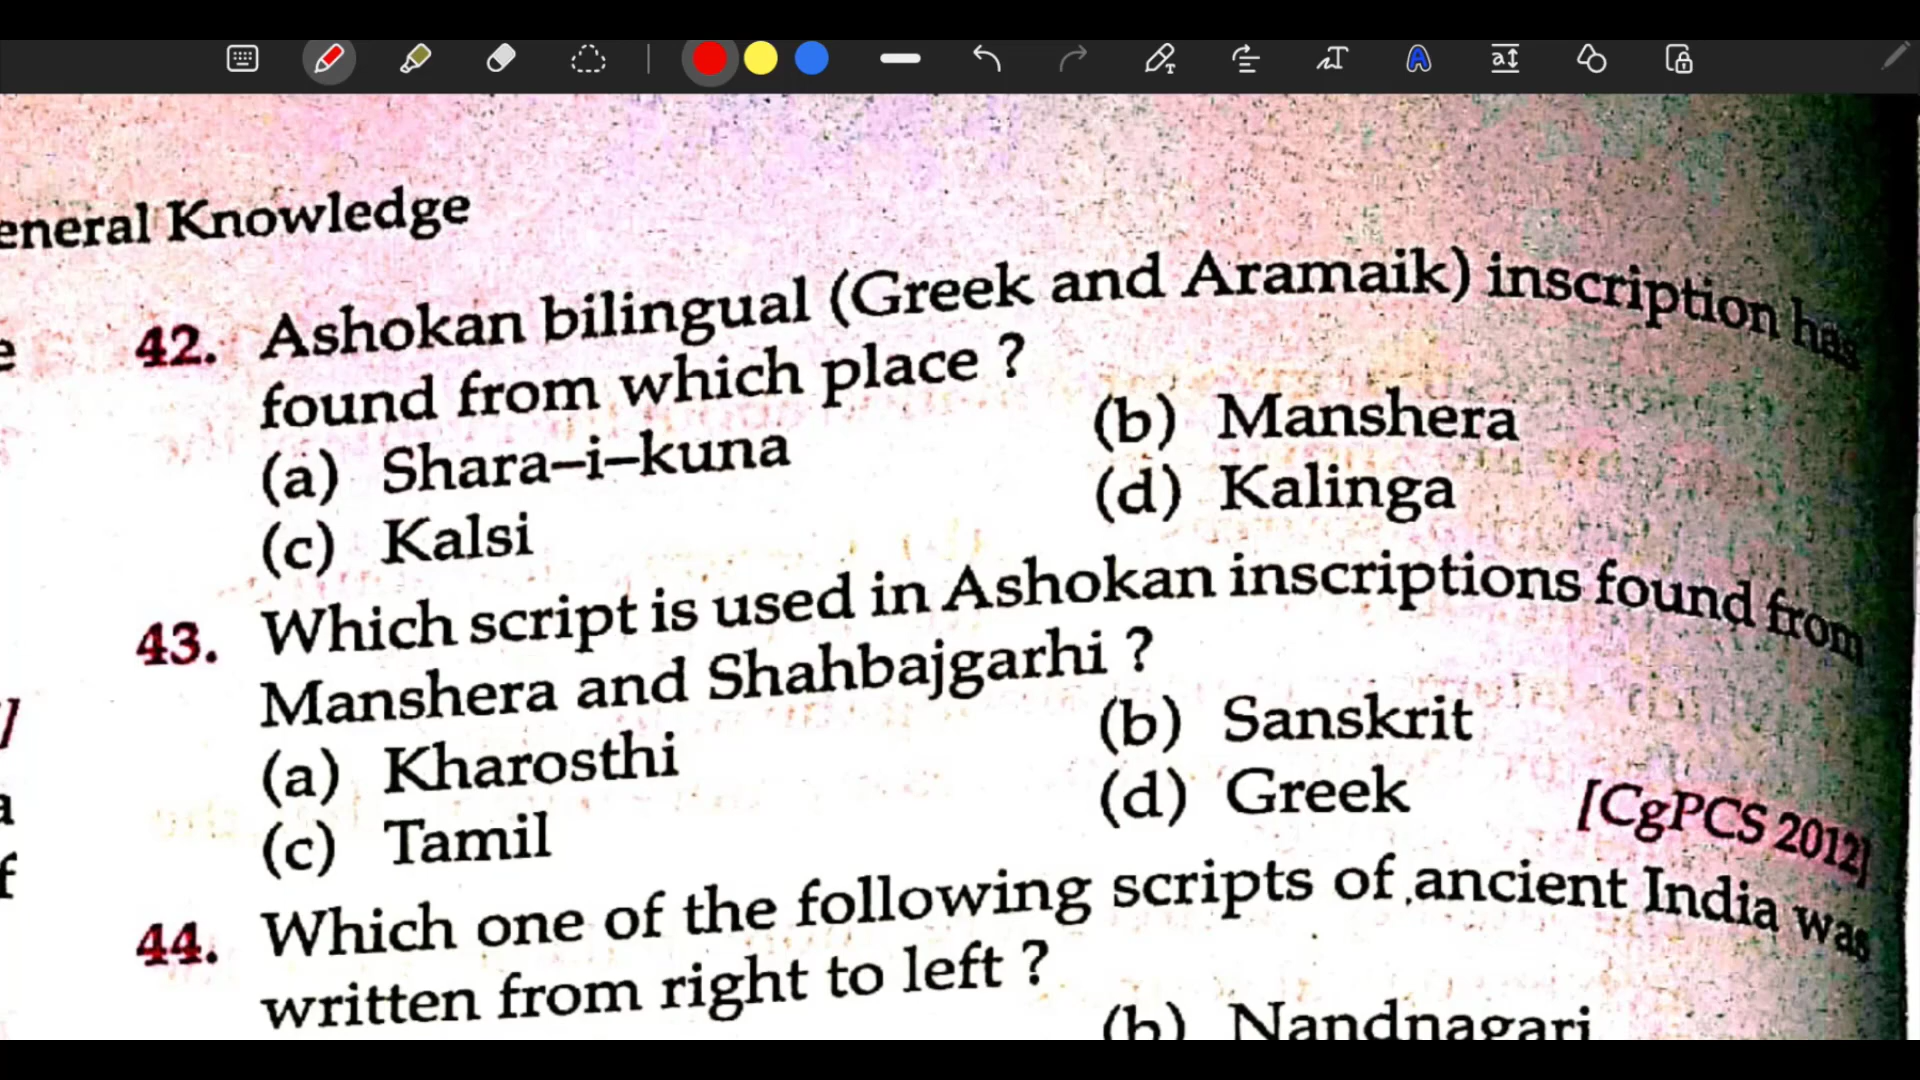 eneral Knowledge
e
42. Ashokan bilingual (Greek and Aramaik) inscription has
found from which place ?
(a) Shara–i–kuna (b) Manshera
(c) Kalsi (d) Kalinga
43. Which script is used in Ashokan inscriptions found from
Manshera and Shahbajgarhi ?
]
(a) Kharosthi (b) Sanskrit
a
(c) Tamil (d) Greek [CgPCS 2012]
f
44. Which one of the following scripts of ancient India was
written from right to left ?
(b) Nandnagari